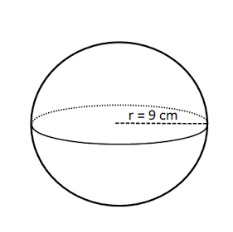 r = 9 cm